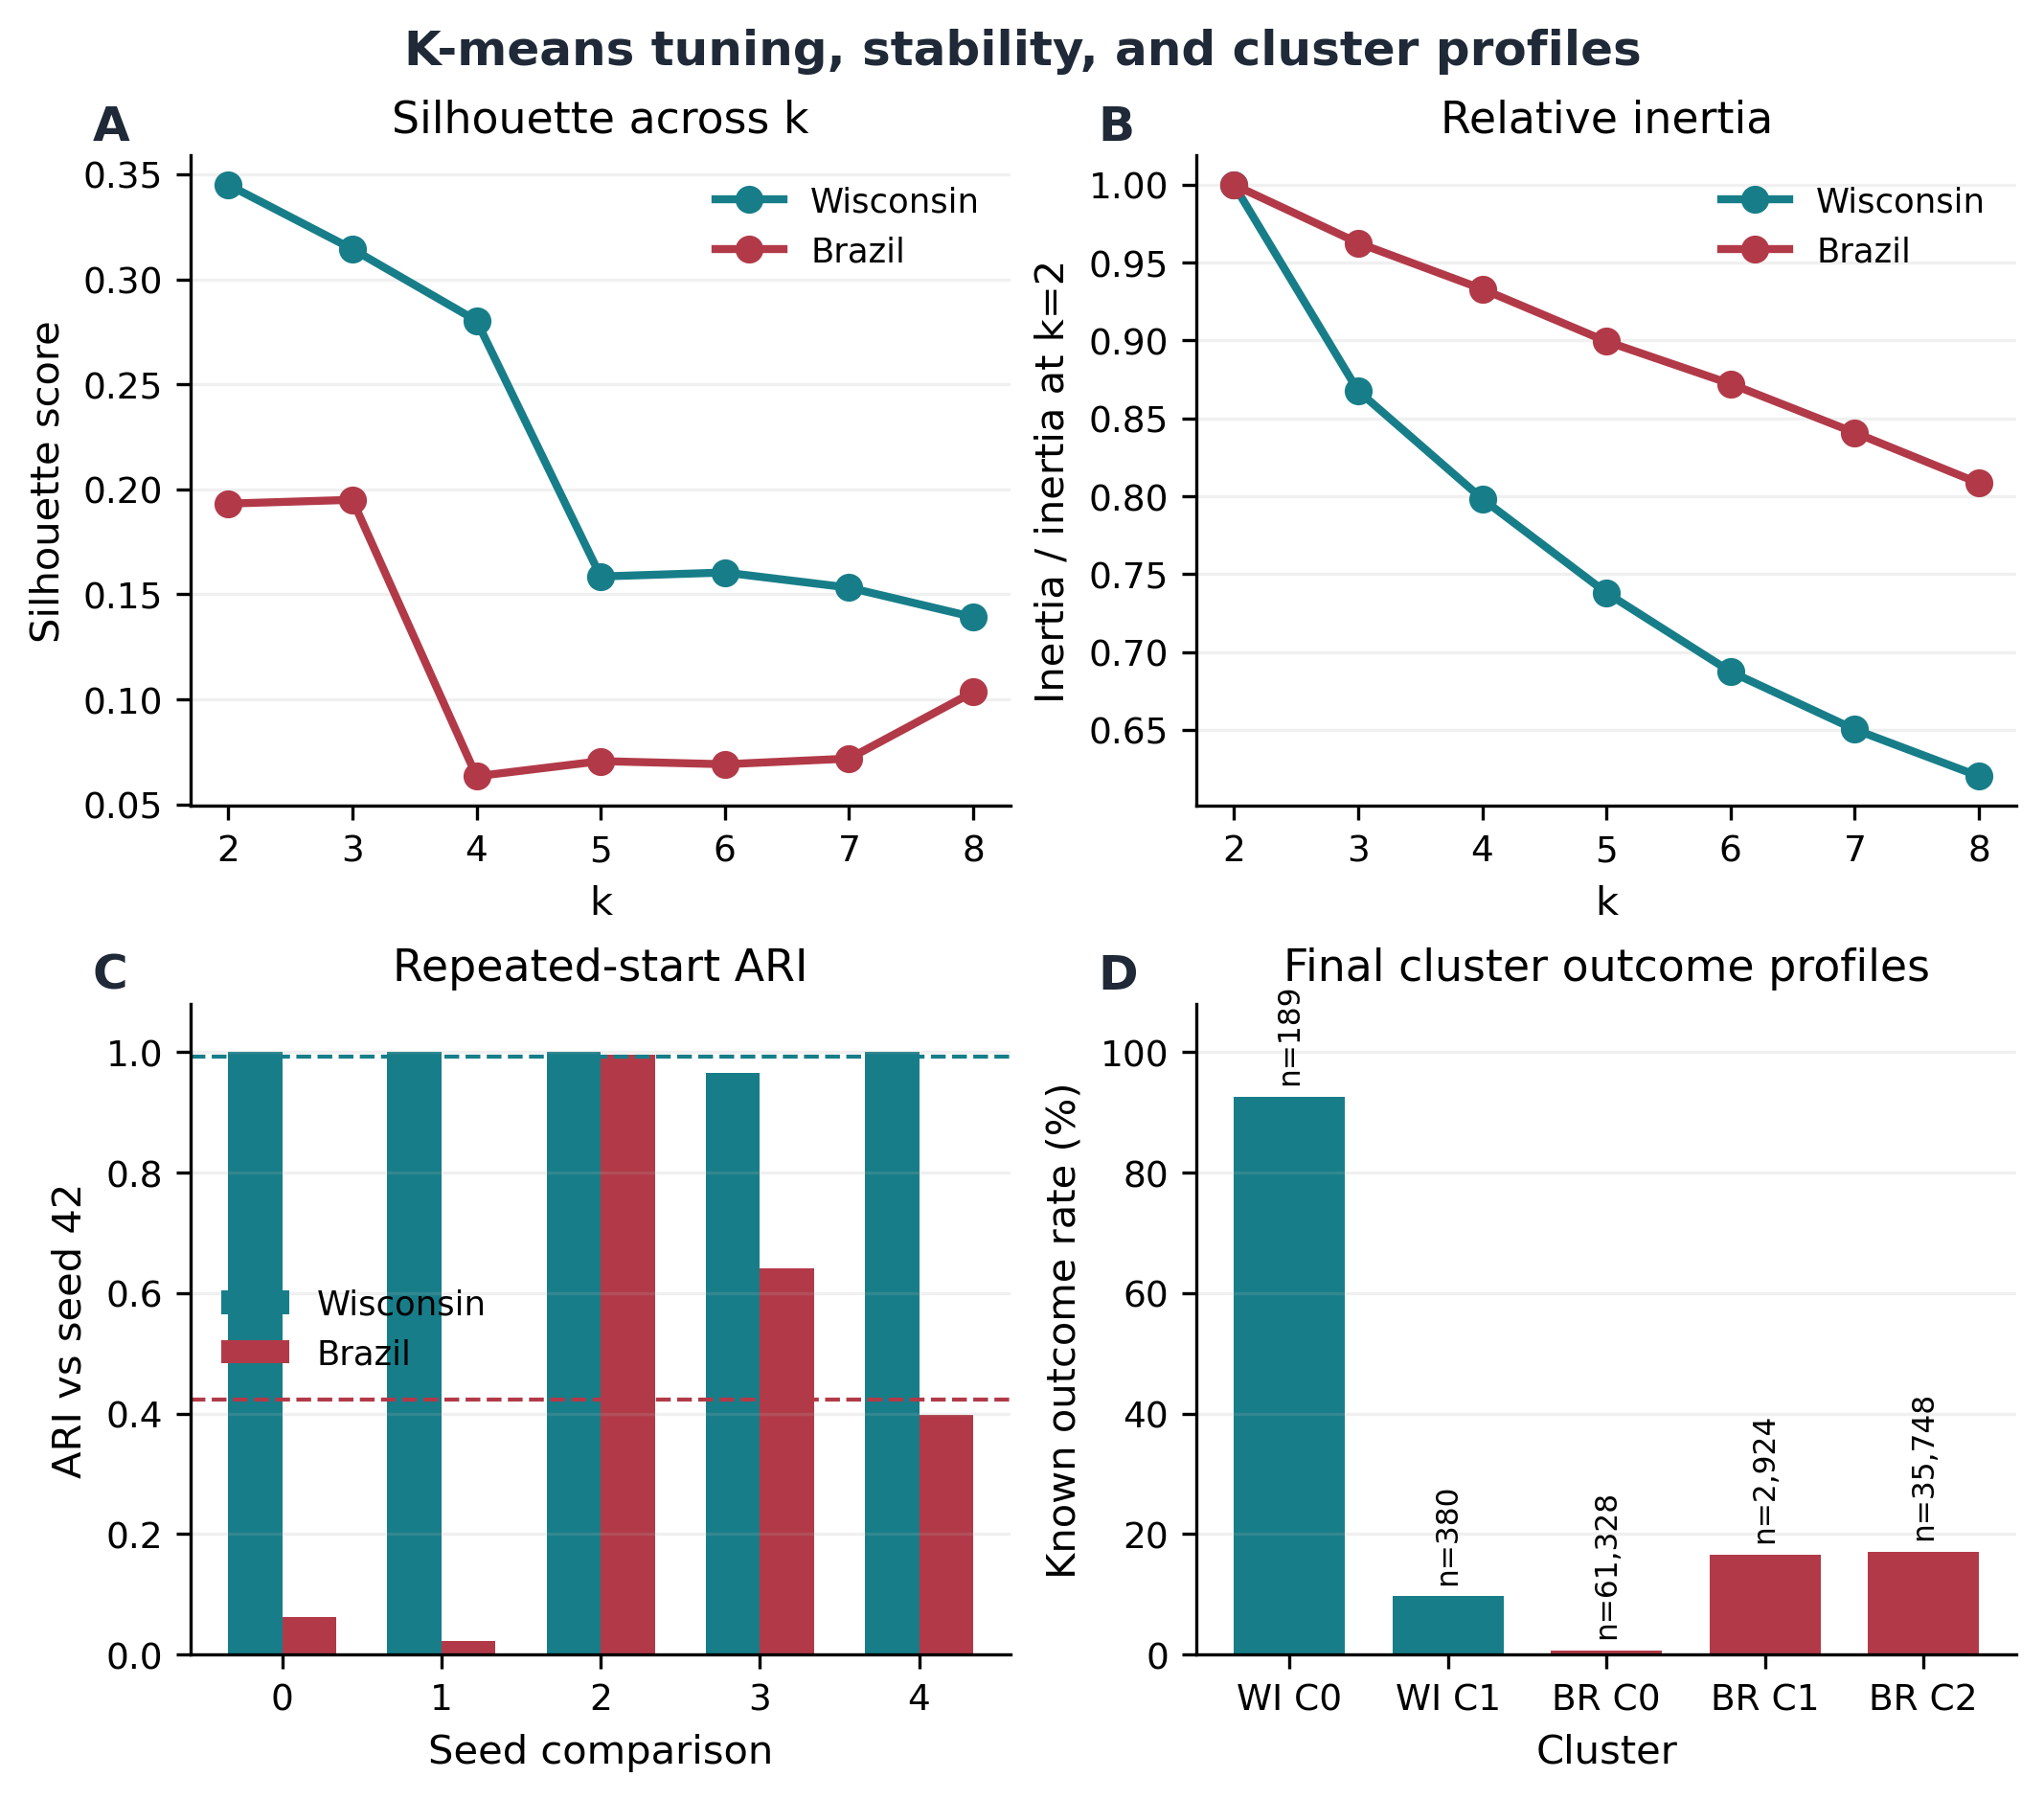 K-means tuning, stability, and cluster profiles
A
Silhouette across k
Silhouette score
0.35
0.30
0.25
0.20
0.15
0.10
0.05
Wisconsin
Brazil
2 3 4 5 6 7 8
k
B
Relative inertia
Inertia / inertia at k=2
1.00
0.95
0.90
0.85
0.80
0.75
0.70
0.65
Wisconsin
Brazil
2 3 4 5 6 7 8
k
C
Repeated-start ARI
ARI vs seed 42
1.0
0.8
0.6
0.4
0.2
0.0
Wisconsin
Brazil
0 1 2 3 4
Seed comparison
D
Final cluster outcome profiles
Known outcome rate (%)
100
80
60
40
20
0
n=189
n=380
n=61,328
n=2,924
n=35,748
WI C0 WI C1 BR C0 BR C1 BR C2
Cluster